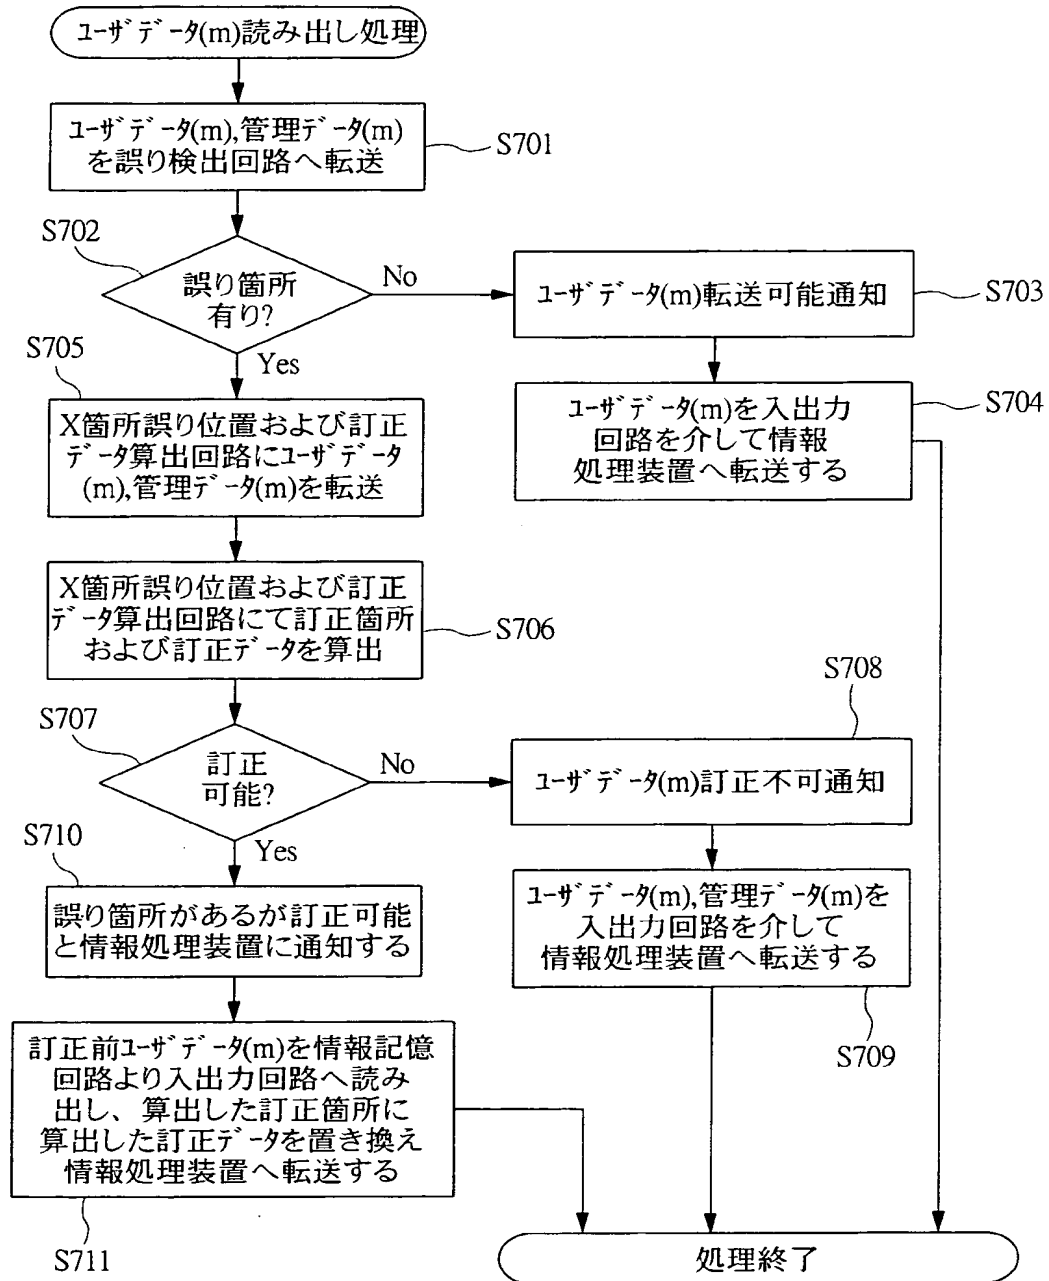 ﾕｰｻﾞﾃﾞｰﾀ(m)読み出し処理
ﾕｰｻﾞﾃﾞｰﾀ(m),管理ﾃﾞｰﾀ(m)
を誤り検出回路へ転送
S701
S702
誤り箇所
有り?
No
Yes
ﾕｰｻﾞﾃﾞｰﾀ(m)転送可能通知
S703
ﾕｰｻﾞﾃﾞｰﾀ(m)を入出力
回路を介して情報
処理装置へ転送する
S704
S705
X箇所誤り位置および訂正
ﾃﾞｰﾀ算出回路にﾕｰｻﾞﾃﾞｰﾀ
(m),管理ﾃﾞｰﾀ(m)を転送
X箇所誤り位置および訂正
ﾃﾞｰﾀ算出回路にて訂正箇所
および訂正ﾃﾞｰﾀを算出
S706
S707
訂正
可能?
No
Yes
S708
ﾕｰｻﾞﾃﾞｰﾀ(m)訂正不可通知
ﾕｰｻﾞﾃﾞｰﾀ(m),管理ﾃﾞｰﾀ(m)を
入出力回路を介して
情報処理装置へ転送する
S709
S710
誤り箇所があるが訂正可能
と情報処理装置に通知する
訂正前ﾕｰｻﾞﾃﾞｰﾀ(m)を情報記憶
回路より入出力回路へ読み
出し、算出した訂正箇所に
算出した訂正ﾃﾞｰﾀを置き換え
情報処理装置へ転送する
S711
処理終了